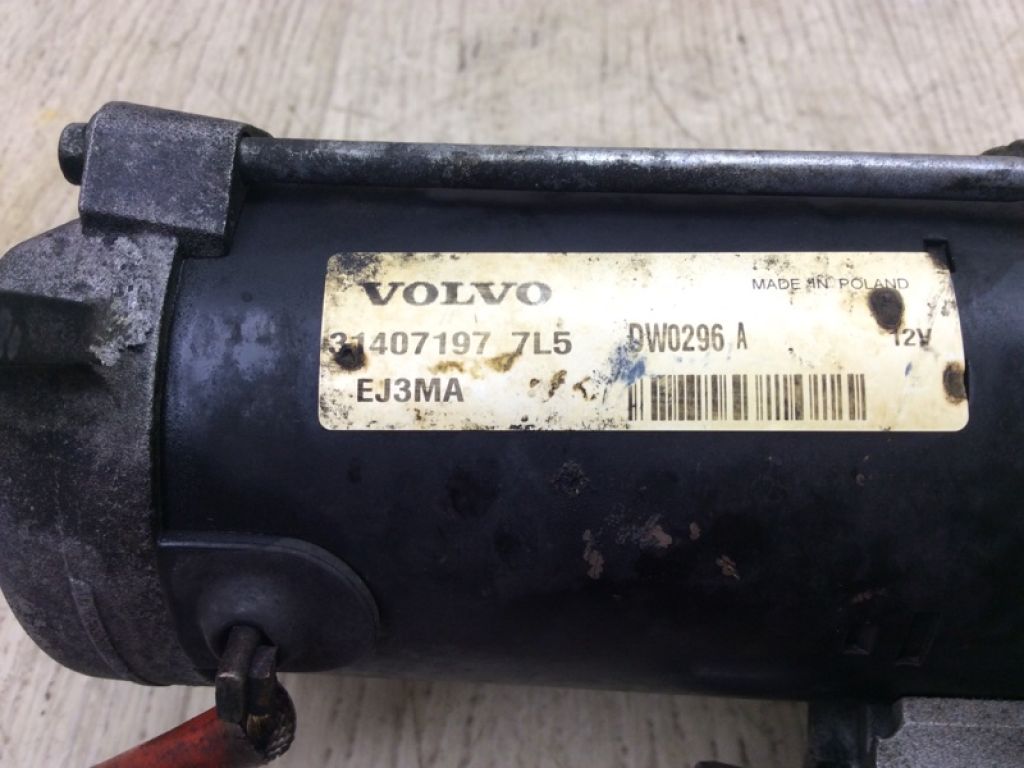 VOLVO
MADE IN POLAND
31407197 7L5 DW0296 A 12V
EJ3MA